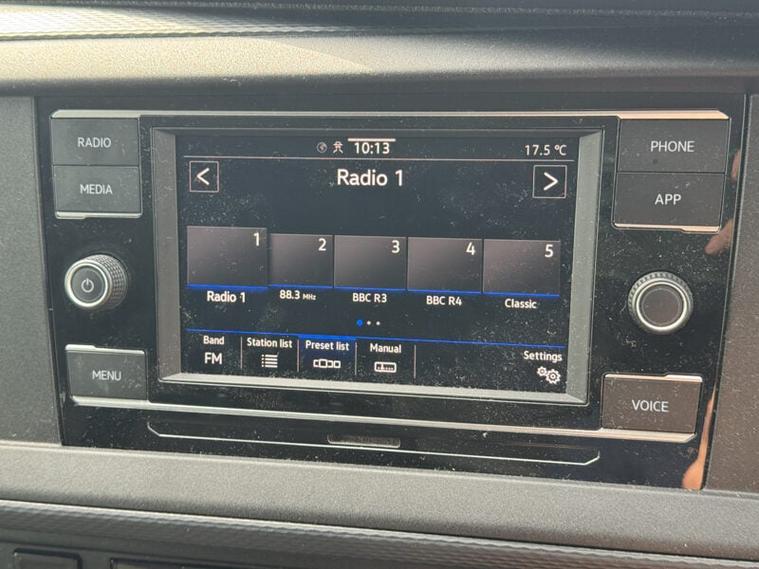 RADIO
MEDIA
MENU
10:13
17.5 °C
Radio 1
1
2
3
4
5
Radio 1
88.3 MHz
BBC R3
BBC R4
Classic
Band
FM
Station list
Preset list
Manual
Settings
PHONE
APP
VOICE